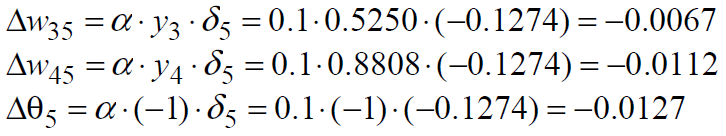 Δw₃₅ = α · y₃ · δ₅ = 0.1 · 0.5250 · (−0.1274) = −0.0067
Δw₄₅ = α · y₄ · δ₅ = 0.1 · 0.8808 · (−0.1274) = −0.0112
Δθ₅ = α · (−1) · δ₅ = 0.1 · (−1) · (−0.1274) = −0.0127